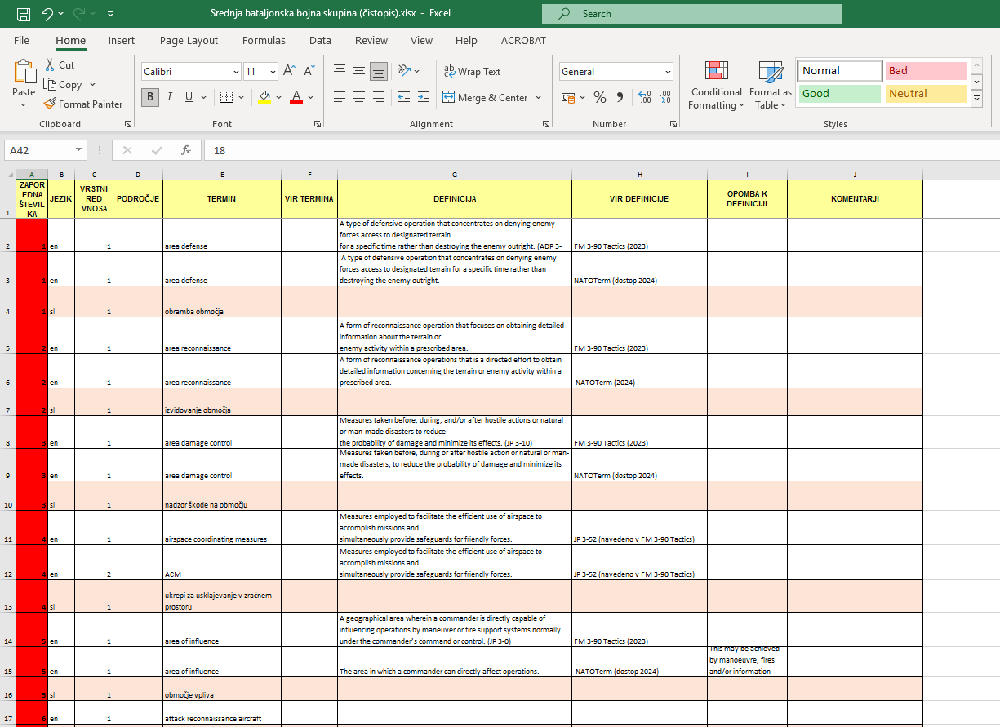 Srednja bataljonska bojna skupina (čistopis).xlsx - Excel
Search
File Home Insert Page Layout Formulas Data Review View Help ACROBAT
Paste
Cut
Copy
Format Painter
Clipboard
Calibri 11 A A
B I U A
Font
ab Wrap Text
Merge & Center
Alignment
General
% 9 .00 .00
Number
Conditional Formatting
Format as Table
Normal Bad
Good Neutral
Styles
A42 fx 18
A B C D E F G H I J
1 ZAPOREDNA ŠTEVILKA JEZIK VRSTNI RED VNOSA PODROČJE TERMIN VIR TERMINA DEFINICIJA VIR DEFINICIJE OPOMBA K DEFINICIJI KOMENTARJI
2 1 en 1 area defense
A type of defensive operation that concentrates on denying enemy
forces access to designated terrain
for a specific time rather than destroying the enemy outright. (ADP 3-
FM 3-90 Tactics (2023)
3 1 en 1 area defense
A type of defensive operation that concentrates on denying enemy
forces access to designated terrain for a specific time rather than
destroying the enemy outright.
NATOTerm (dostop 2024)
4 1 sl 1 obramba območja
5 2 en 1 area reconnaissance
A form of reconnaissance operation that focuses on obtaining detailed
information about the terrain or
enemy activity within a prescribed area.
FM 3-90 Tactics (2023)
6 2 en 1 area reconnaissance
A form of reconnaissance operations that is a directed effort to obtain
detailed information concerning the terrain or enemy activity within a
prescribed area.
NATOTerm (2024)
7 2 sl 1 izvidovanje območja
8 3 en 1 area damage control
Measures taken before, during, and/or after hostile actions or natural
or man-made disasters to reduce
the probability of damage and minimize its effects. (JP 3-10)
FM 3-90 Tactics (2023)
9 3 en 1 area damage control
Measures taken before, during or after hostile action or natural or man-
made disasters, to reduce the probability of damage and minimize its
effects.
NATOTerm (dostop 2024)
10 3 sl 1 nadzor škode na območju
11 4 en 1 airspace coordinating measures
Measures employed to facilitate the efficient use of airspace to
accomplish missions and
simultaneously provide safeguards for friendly forces.
JP 3-52 (navedeno v FM 3-90 Tactics)
12 4 en 2 ACM
Measures employed to facilitate the efficient use of airspace to
accomplish missions and
simultaneously provide safeguards for friendly forces.
JP 3-52 (navedeno v FM 3-90 Tactics)
13 4 sl 1 ukrepi za usklajevanje v zračnem
prostoru
14 5 en 1 area of influence
A geographical area wherein a commander is directly capable of
influencing operations by maneuver or fire support systems normally
under the commander's command or control. (JP 3-0)
FM 3-90 Tactics (2023)
15 5 en 1 area of influence
The area in which a commander can directly affect operations.
NATOTerm (dostop 2024)
This may be achieved
by manoeuvre, fires
and/or information
16 5 sl 1 območje vpliva
17 6 en 1 attack reconnaissance aircraft